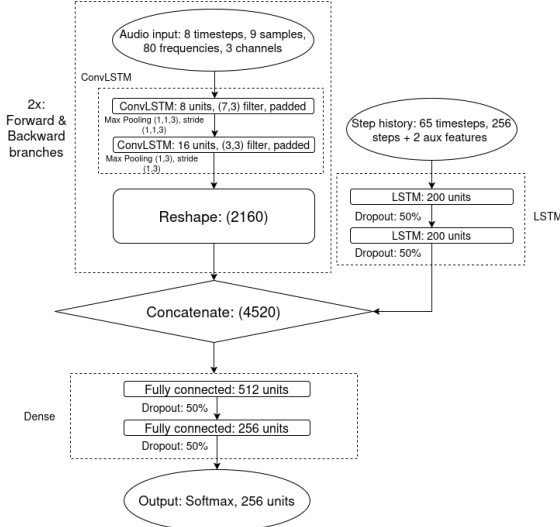 Audio input: 8 timesteps, 9 samples,
80 frequencies, 3 channels
ConvLSTM
2x:
Forward &
Backward
branches
ConvLSTM: 8 units, (7,3) filter, padded
Max Pooling (1,1,3), stride
(1,1,3)
ConvLSTM: 16 units, (3,3) filter, padded
Max Pooling (1,3), stride
(1,3)
Reshape: (2160)
Step history: 65 timesteps, 256
steps + 2 aux features
LSTM: 200 units
Dropout: 50%
LSTM: 200 units
Dropout: 50%
LSTM
Concatenate: (4520)
Dense
Fully connected: 512 units
Dropout: 50%
Fully connected: 256 units
Dropout: 50%
Output: Softmax, 256 units